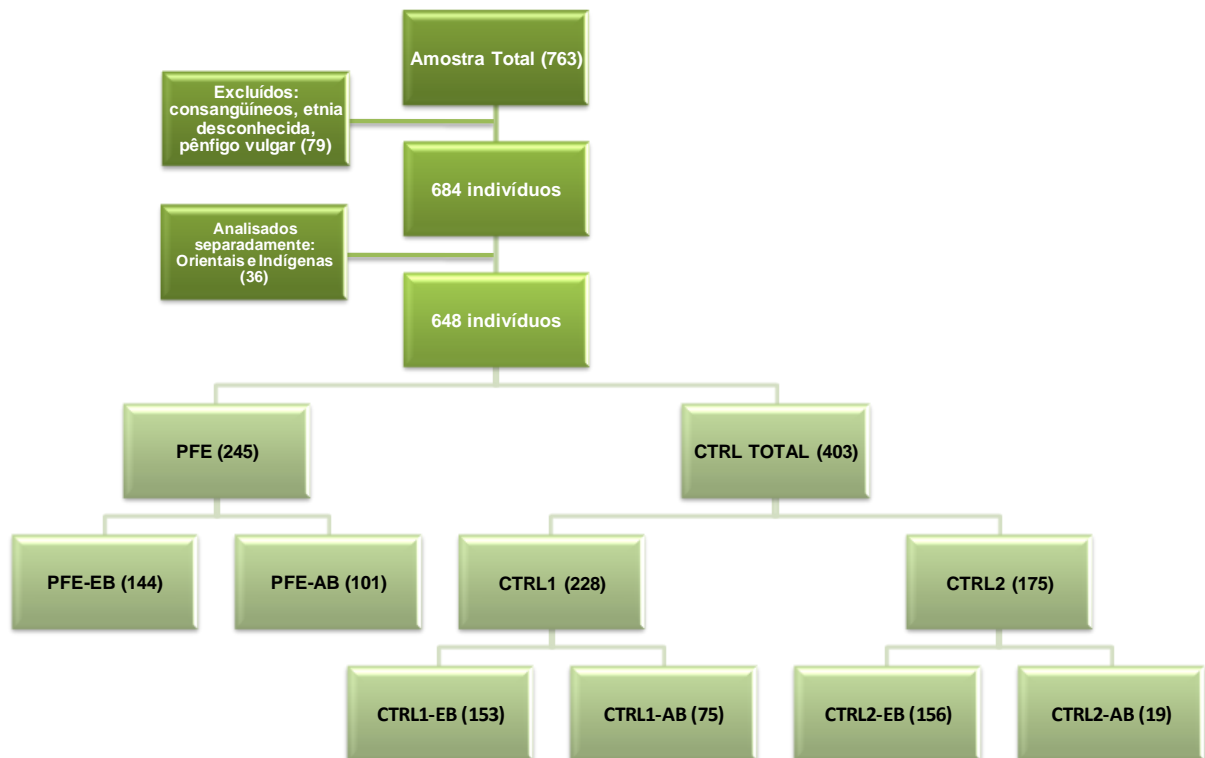 Amostra Total (763)
Excluídos:
consangüíneos, etnia
desconhecida,
pênfigo vulgar (79)
684 indivíduos
Analisados
separadamente:
Orientais e Indígenas
(36)
648 indivíduos
PFE (245)
CTRL TOTAL (403)
PFE-EB (144)
PFE-AB (101)
CTRL1 (228)
CTRL2 (175)
CTRL1-EB (153)
CTRL1-AB (75)
CTRL2-EB (156)
CTRL2-AB (19)